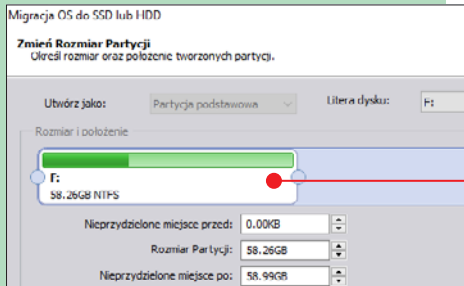 Migracja OS do SSD lub HDD
Zmień Rozmiar Partycji
Określ rozmiar oraz położenie tworzonych partycji.
Utwórz jako: Partycja podstawowa Litera dysku: F:
Rozmiar i położenie
F:
58.26GB NTFS
Nieprzydzielone miejsce przed: 0.00KB
Rozmiar Partycji: 58.26GB
Nieprzydzielone miejsce po: 58.99GB